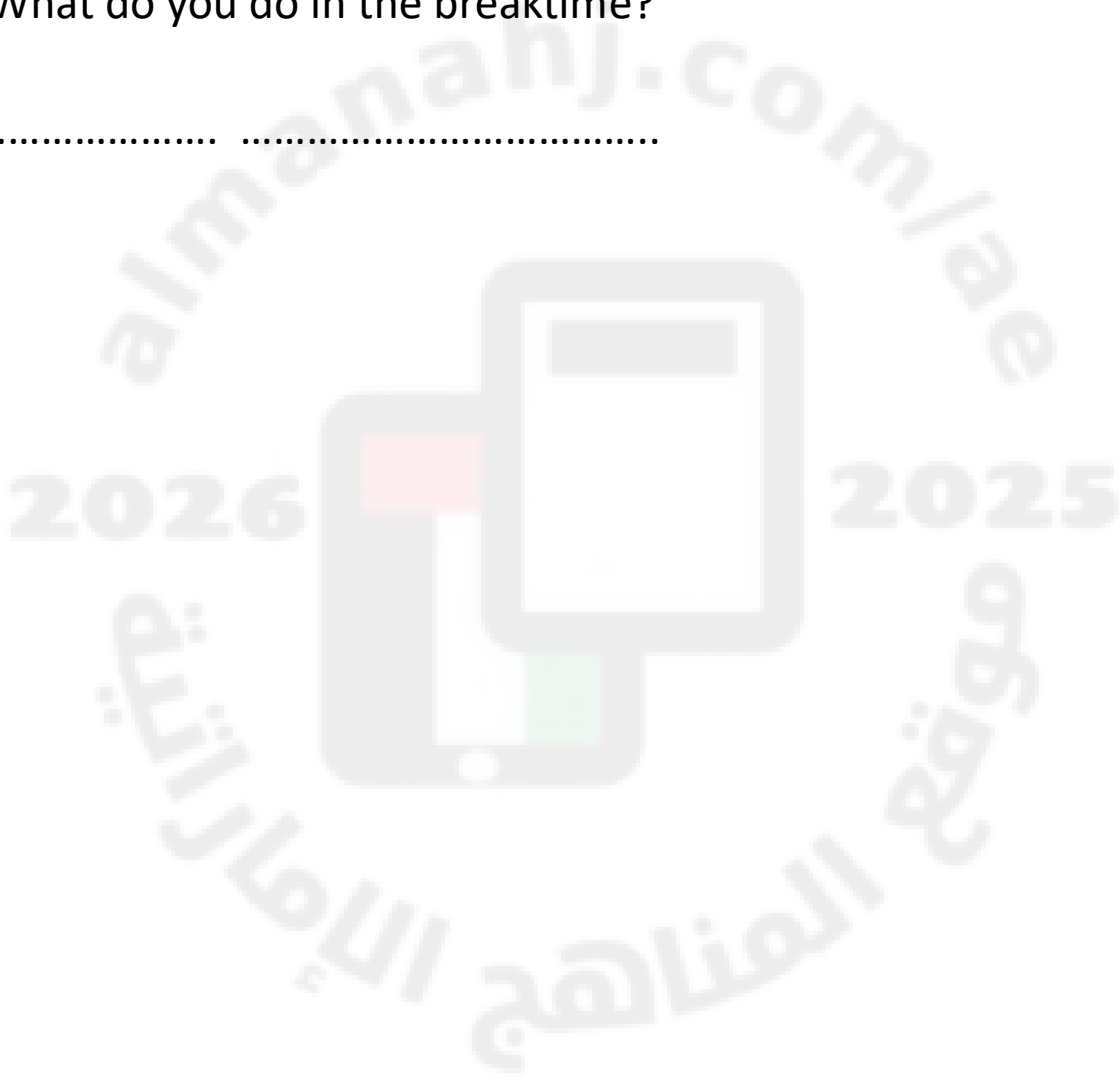 What do you do in the breaktime?
.................... ......................................
almanahj.com/ae
2026
2025
موقع المناهج الإماراتية